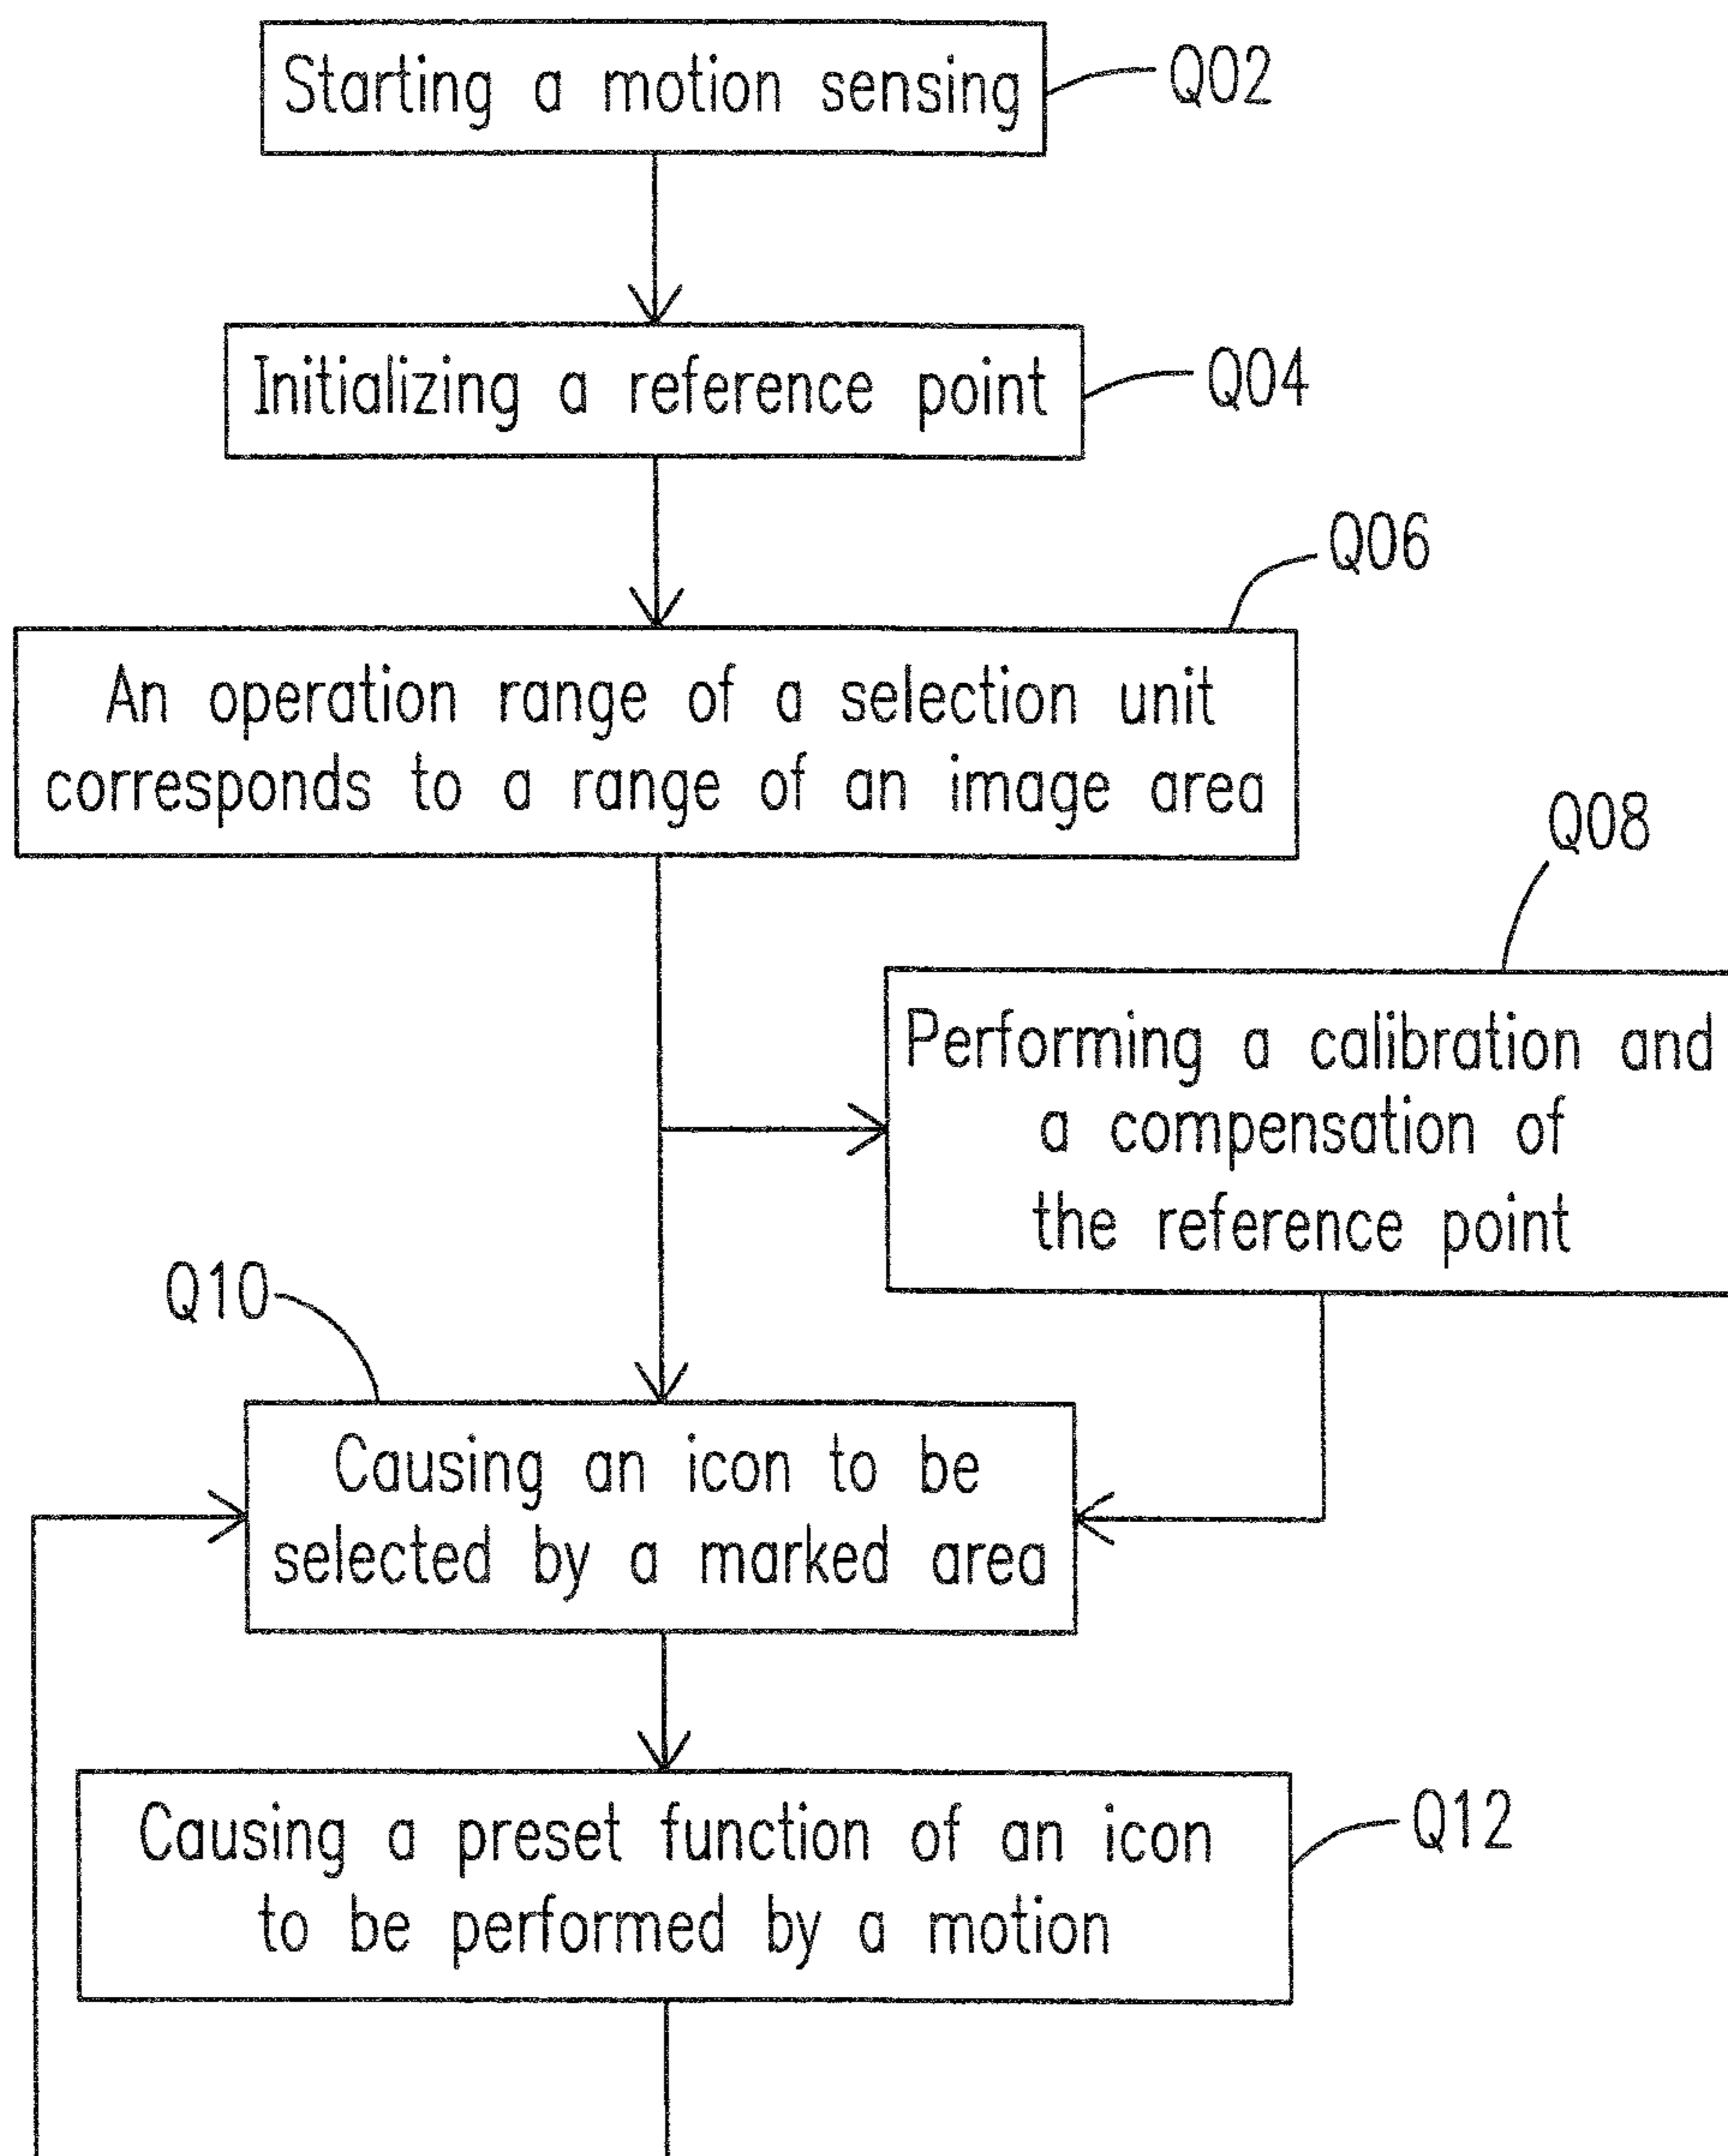 Starting a motion sensing
Q02
Initializing a reference point
Q04
Q06
An operation range of a selection unit
corresponds to a range of an image area
Q08
Performing a calibration and
a compensation of
the reference point
Q10
Causing an icon to be
selected by a marked area
Causing a preset function of an icon
to be performed by a motion
Q12